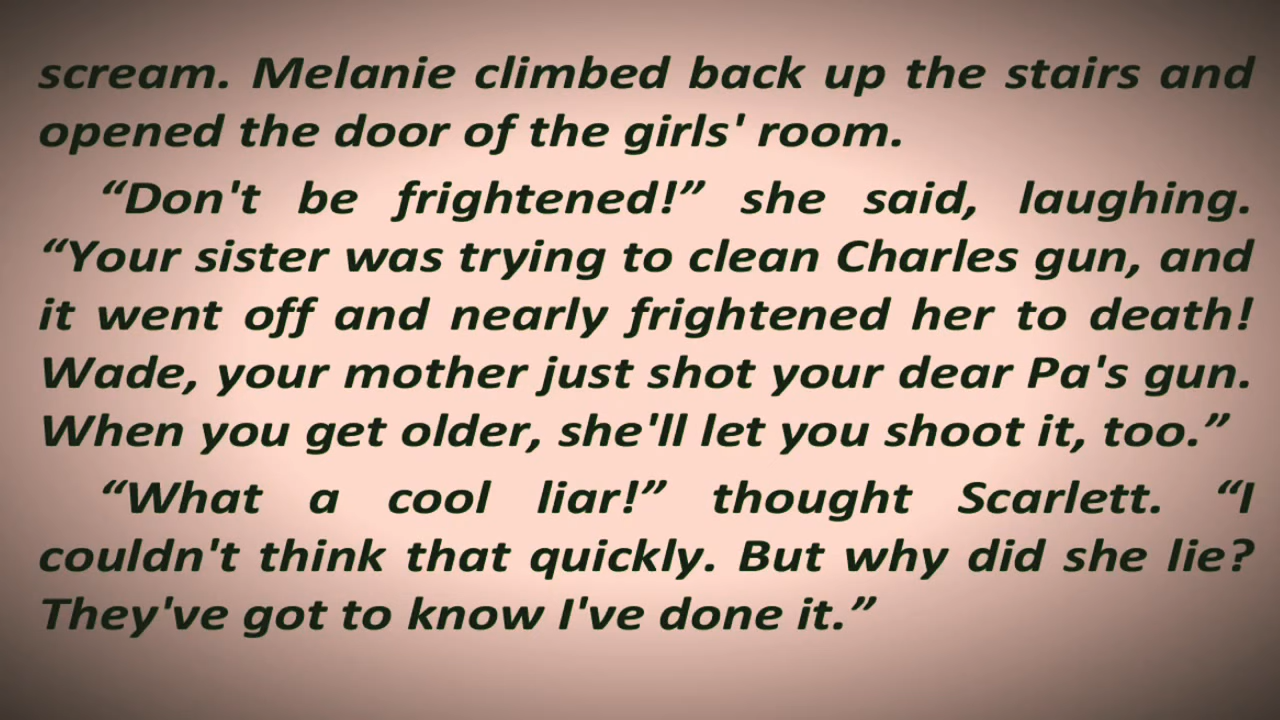 scream. Melanie climbed back up the stairs and
opened the door of the girls' room.
“Don't be frightened!” she said, laughing.
“Your sister was trying to clean Charles gun, and
it went off and nearly frightened her to death!
Wade, your mother just shot your dear Pa's gun.
When you get older, she'll let you shoot it, too.”
“What a cool liar!” thought Scarlett. “I
couldn't think that quickly. But why did she lie?
They've got to know I've done it.”